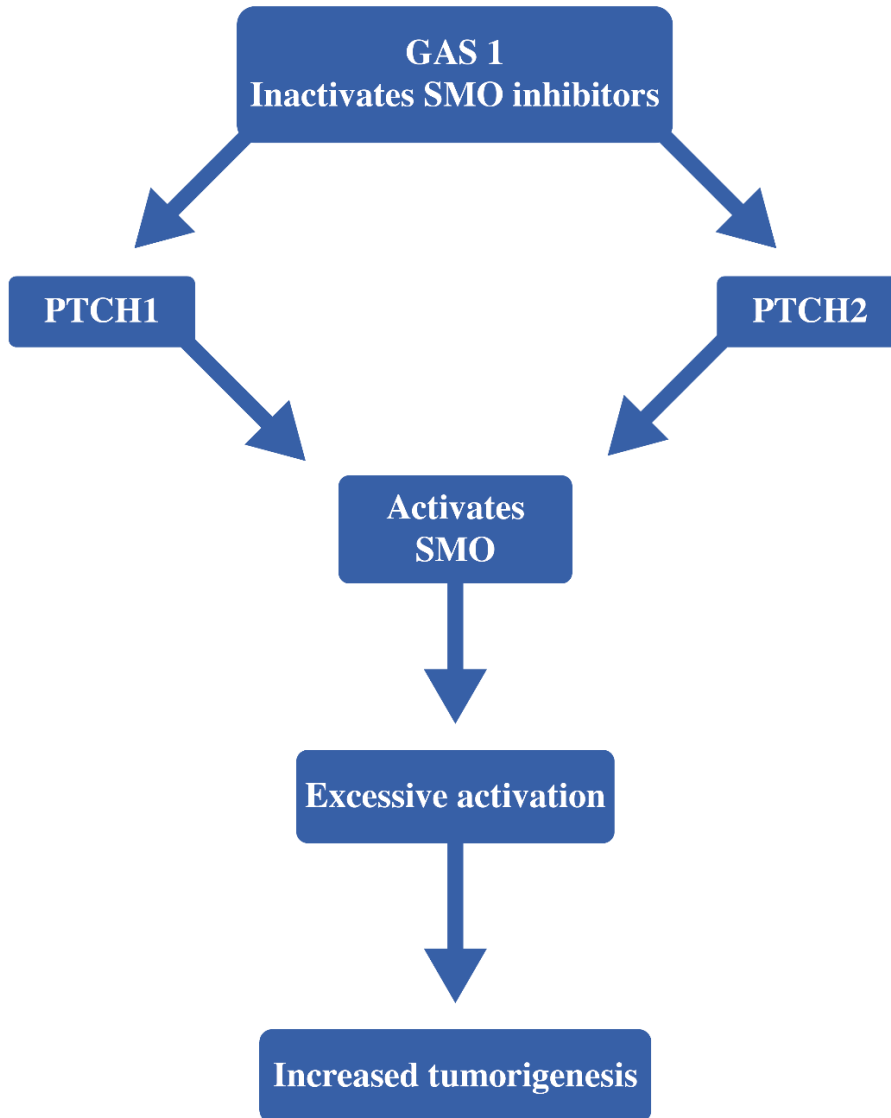 GAS 1
Inactivates SMO inhibitors
PTCH1
PTCH2
Activates
SMO
Excessive activation
Increased tumorigenesis